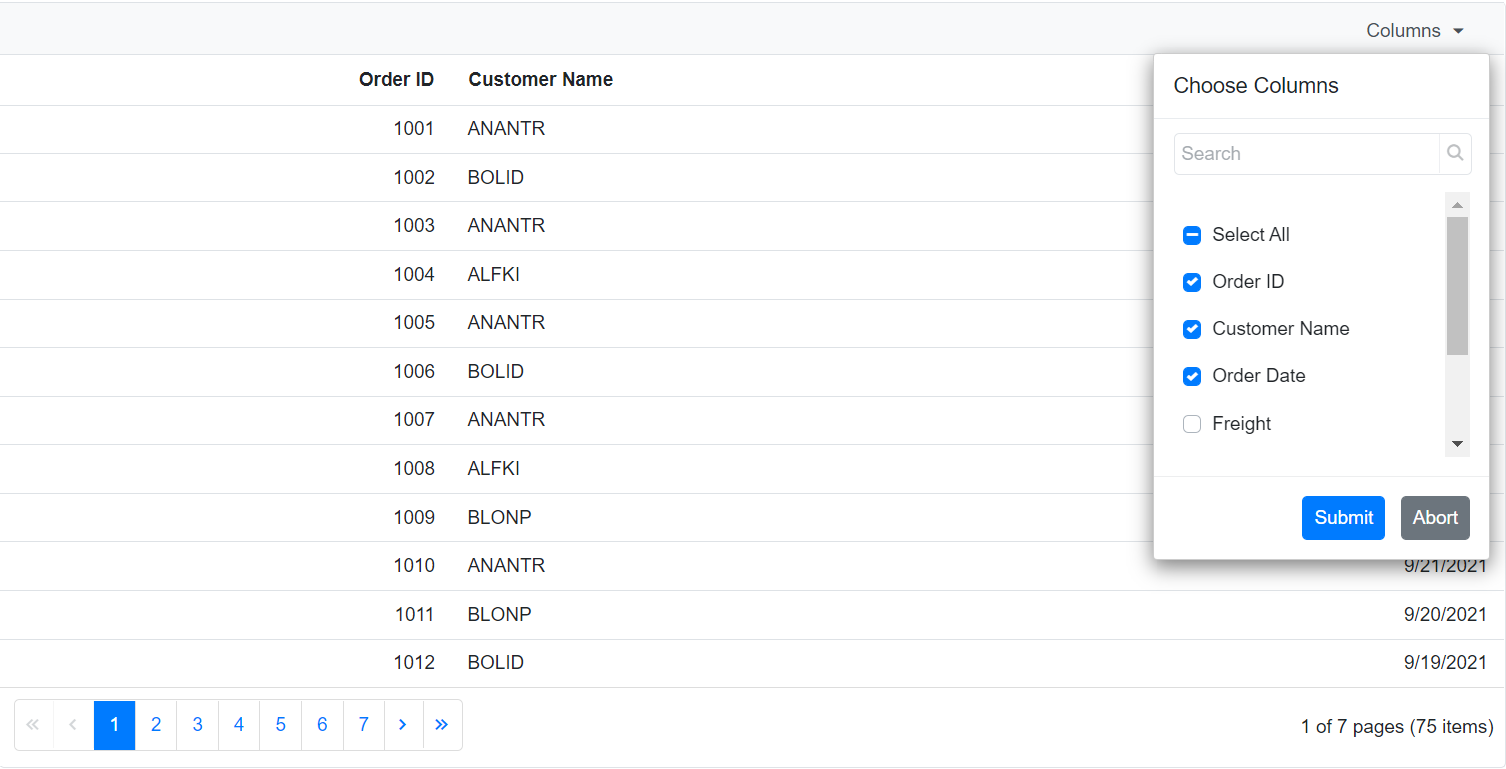 Columns
Order ID Customer Name
Choose Columns
1001 ANANTR
Search
1002 BOLID
1003 ANANTR
Select All
1004 ALFKI
Order ID
1005 ANANTR
Customer Name
1006 BOLID
Order Date
1007 ANANTR
Freight
1008 ALFKI
1009 BLONP
Submit Abort
1010 ANANTR 9/21/2021
1011 BLONP 9/20/2021
1012 BOLID 9/19/2021
« ‹ 1 2 3 4 5 6 7 › »
1 of 7 pages (75 items)